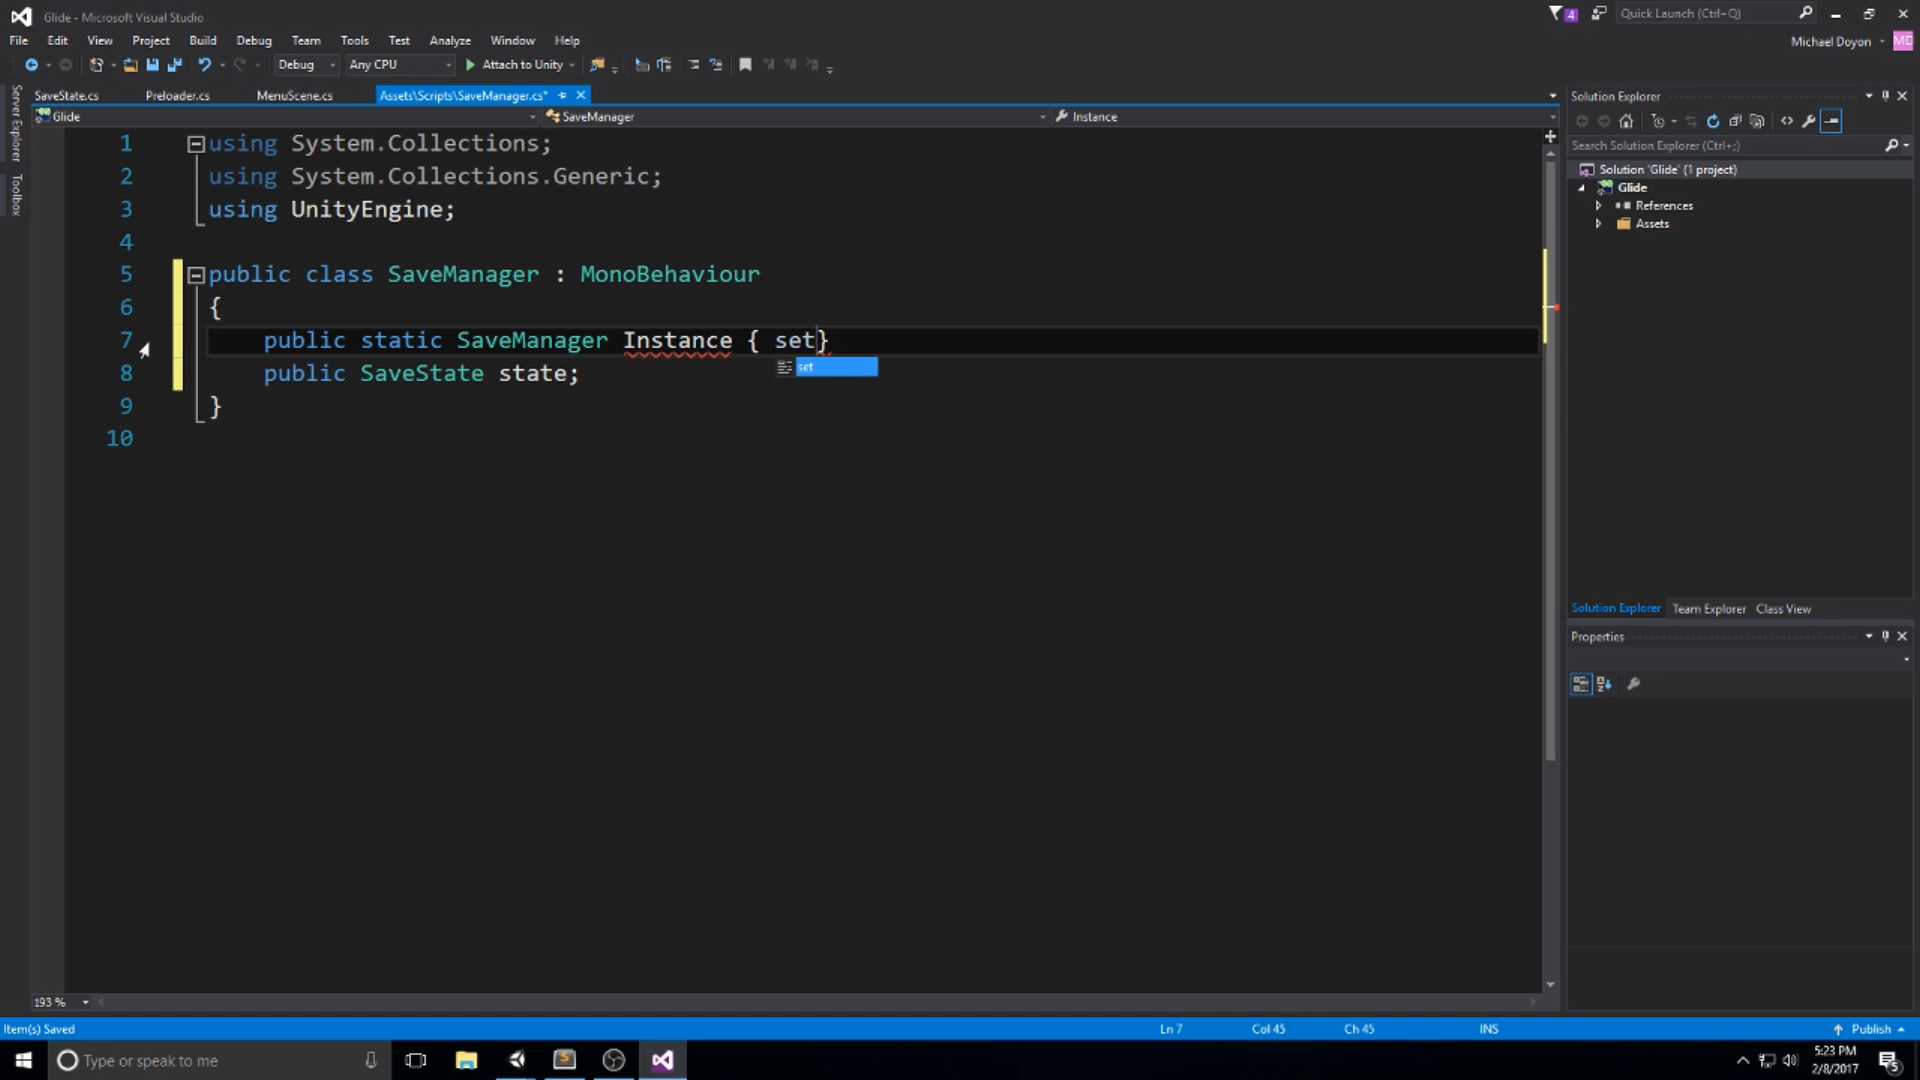 Glide - Microsoft Visual Studio
4
Quick Launch (Ctrl+Q)
File Edit View Project Build Debug Team Tools Test Analyze Window Help
Michael Doyon MD
Debug Any CPU Attach to Unity
Server Explorer
Toolbox
SaveState.cs Preloader.cs MenuScene.cs Assets\Scripts\SaveManager.cs*
Glide SaveManager Instance
1 using System.Collections;
2 using System.Collections.Generic;
3 using UnityEngine;
4
5 public class SaveManager : MonoBehaviour
6 {
7 public static SaveManager Instance { set}
set
8 public SaveState state;
9 }
10
Solution Explorer
Search Solution Explorer (Ctrl+;)
Solution 'Glide' (1 project)
Glide
References
Assets
Solution Explorer Team Explorer Class View
Properties
193 %
Item(s) Saved
Ln 7 Col 45 Ch 45 INS
Publish
Type or speak to me
5:23 PM
2/8/2017
5